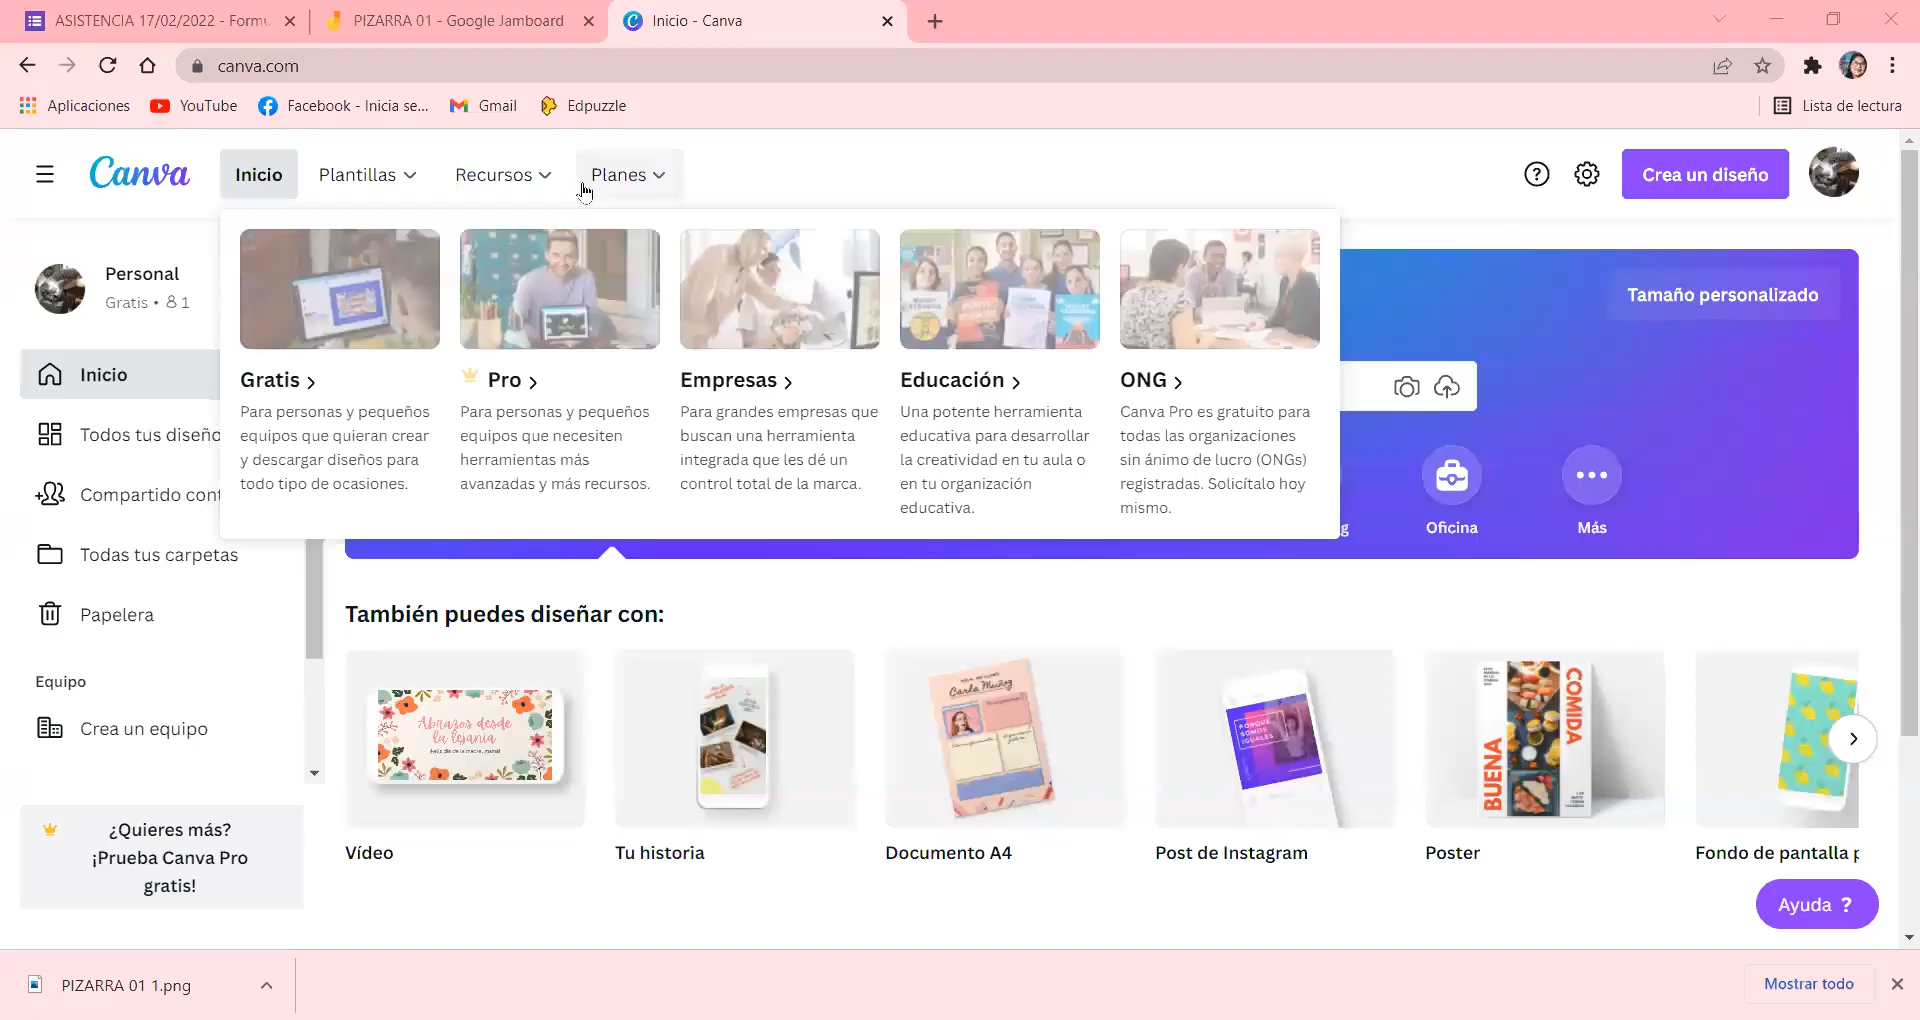 ASISTENCIA 17/02/2022 - Formu
PIZARRA 01 - Google Jamboard
Inicio - Canva
canva.com
Aplicaciones
YouTube
Facebook - Inicia se...
Gmail
Edpuzzle
Lista de lectura
Canva
Inicio
Plantillas
Recursos
Planes
Crea un diseño
Personal
Gratis • 1
Inicio
Todos tus diseño
Compartido cont
Todas tus carpetas
Papelera
Equipo
Crea un equipo
¿Quieres más?
¡Prueba Canva Pro
gratis!
Gratis
Para personas y pequeños
equipos que quieran crear
y descargar diseños para
todo tipo de ocasiones.
Pro
Para personas y pequeños
equipos que necesiten
herramientas más
avanzadas y más recursos.
Empresas
Para grandes empresas que
buscan una herramienta
integrada que les dé un
control total de la marca.
Educación
Una potente herramienta
educativa para desarrollar
la creatividad en tu aula o
en tu organización
educativa.
ONG
Canva Pro es gratuito para
todas las organizaciones
sin ánimo de lucro (ONGs)
registradas. Solicítalo hoy
mismo.
Tamaño personalizado
g
Oficina
Más
También puedes diseñar con:
Abrazos desde
la lejanía
Carla Muñoz
PORQUE
SOMOS
IGUALES
BUENA
COMIDA
Vídeo
Tu historia
Documento A4
Post de Instagram
Poster
Fondo de pantalla p
Ayuda ?
PIZARRA 01 1.png
Mostrar todo